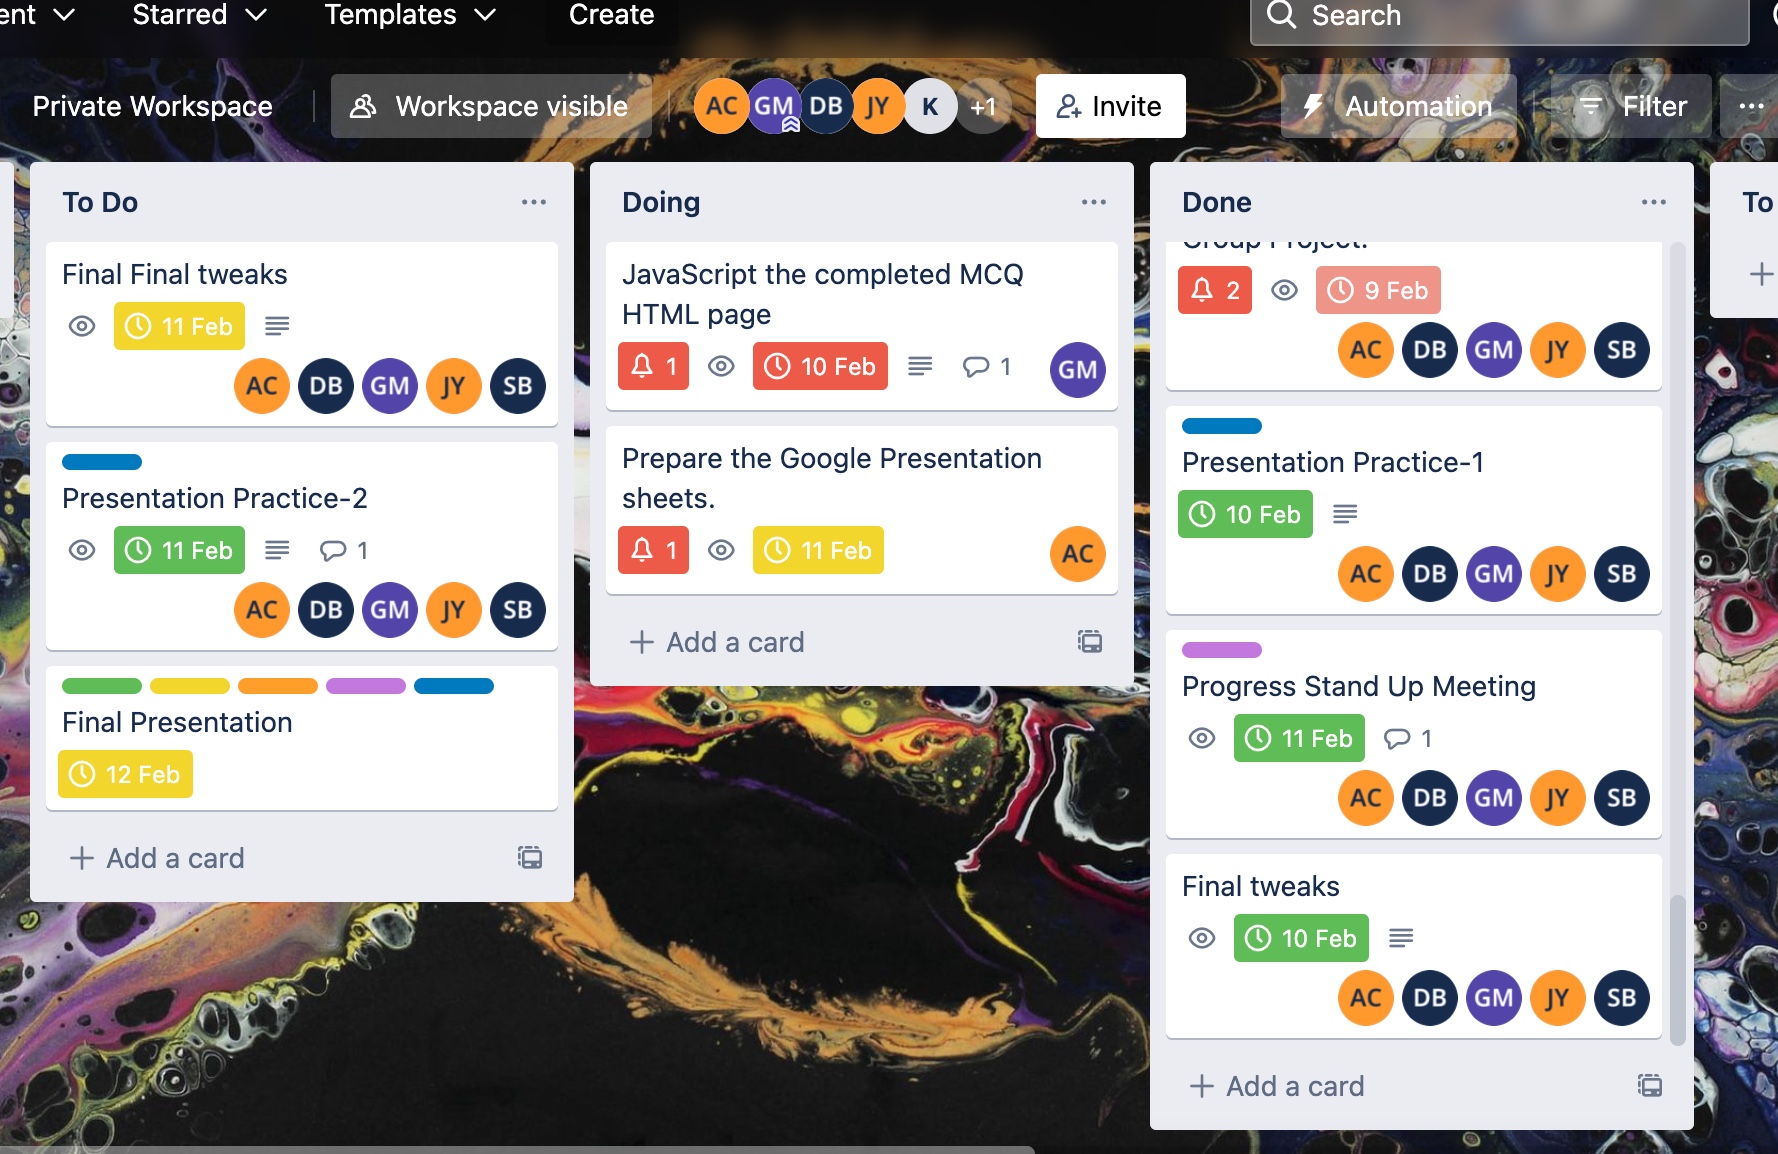 Starred
Templates
Create
Search
Private Workspace
Workspace visible
AC
GM
DB
JY
K
+1
Invite
Automation
Filter
To Do
Final Final tweaks
11 Feb
AC
DB
GM
JY
SB
Presentation Practice-2
11 Feb
1
AC
DB
GM
JY
SB
Final Presentation
12 Feb
+ Add a card
Doing
JavaScript the completed MCQ
HTML page
1
10 Feb
1
GM
Prepare the Google Presentation
sheets.
1
11 Feb
AC
+ Add a card
Done
Group Project.
2
9 Feb
AC
DB
GM
JY
SB
Presentation Practice-1
10 Feb
AC
DB
GM
JY
SB
Progress Stand Up Meeting
11 Feb
1
AC
DB
GM
JY
SB
Final tweaks
10 Feb
AC
DB
GM
JY
SB
+ Add a card
To
+